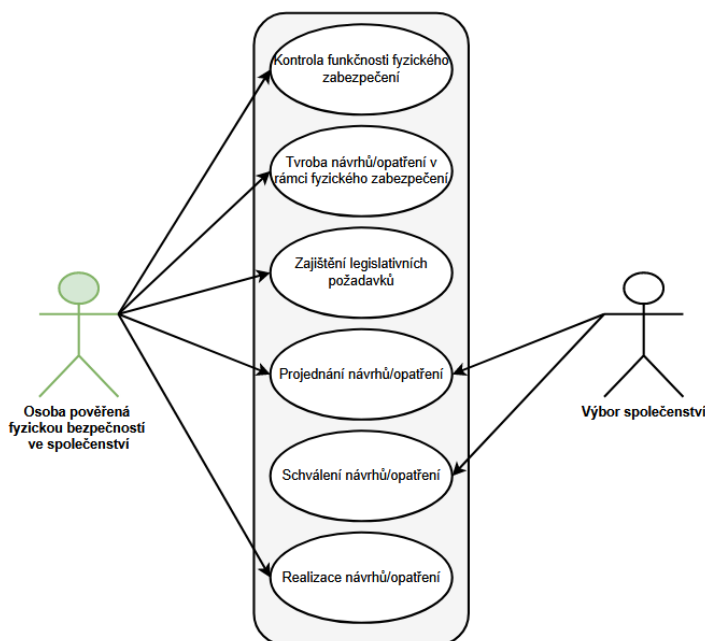 Kontrola funkčnosti fyzického
zabezpečení
Tvroba návrhů/opatření v
rámci fyzického zabezpečení
Zajištění legislativních
požadavků
Projednání návrhů/opatření
Osoba pověřená
fyzickou bezpečností
ve společenství
Výbor společenství
Schválení návrhů/opatření
Realizace návrhů/opatření